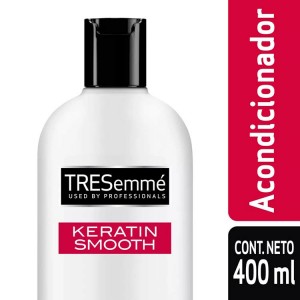 TRESemmé
USED BY PROFESSIONALS
KERATIN
SMOOTH
Acondicionador
CONT. NETO
400 ml